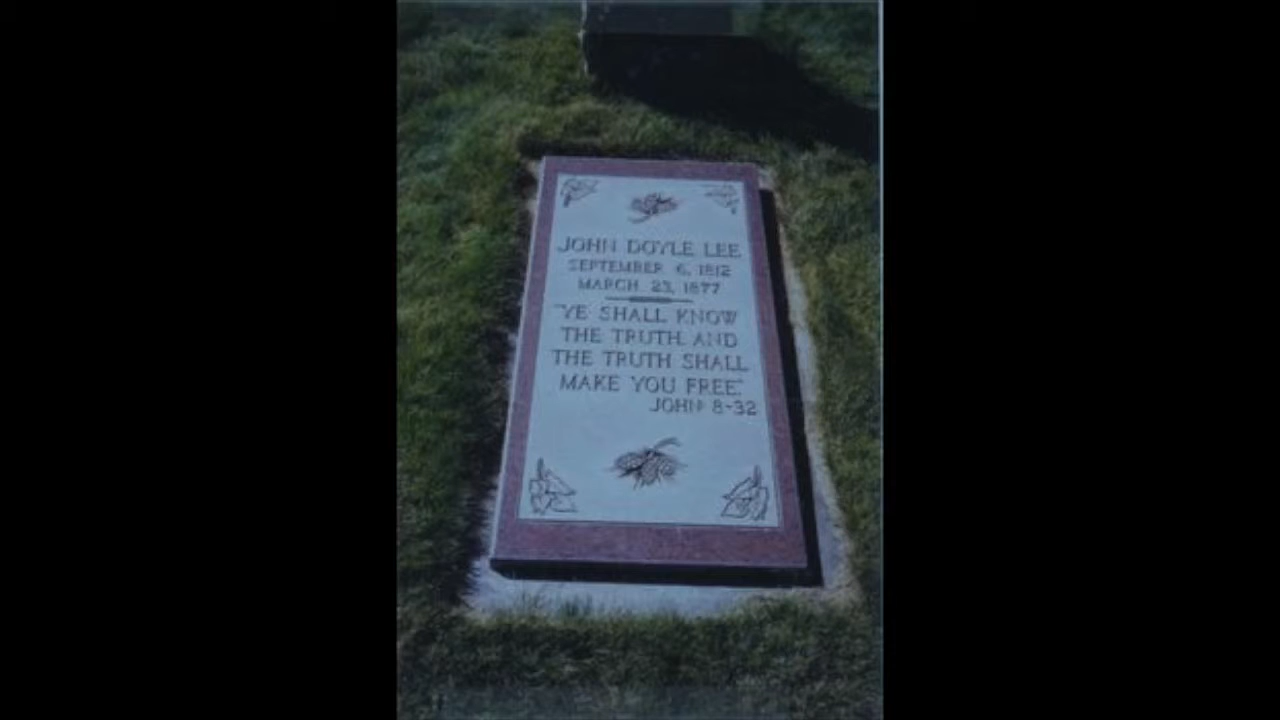 JOHN DOYLE LEE
SEPTEMBER 6, 1812
MARCH 23, 1877
"YE SHALL KNOW
THE TRUTH AND
THE TRUTH SHALL
MAKE YOU FREE."
JOHN 8-32